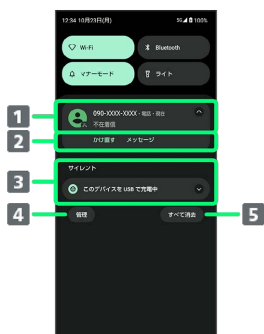 12:34 10月23日(月) 5G 100%
Wi-Fi Bluetooth
マナーモード ライト
1 090-XXXX-XXXX・電話・現在
不在着信
2 かけ直す メッセージ
サイレント
3 このデバイスを USB で充電中
4 管理 すべて消去 5